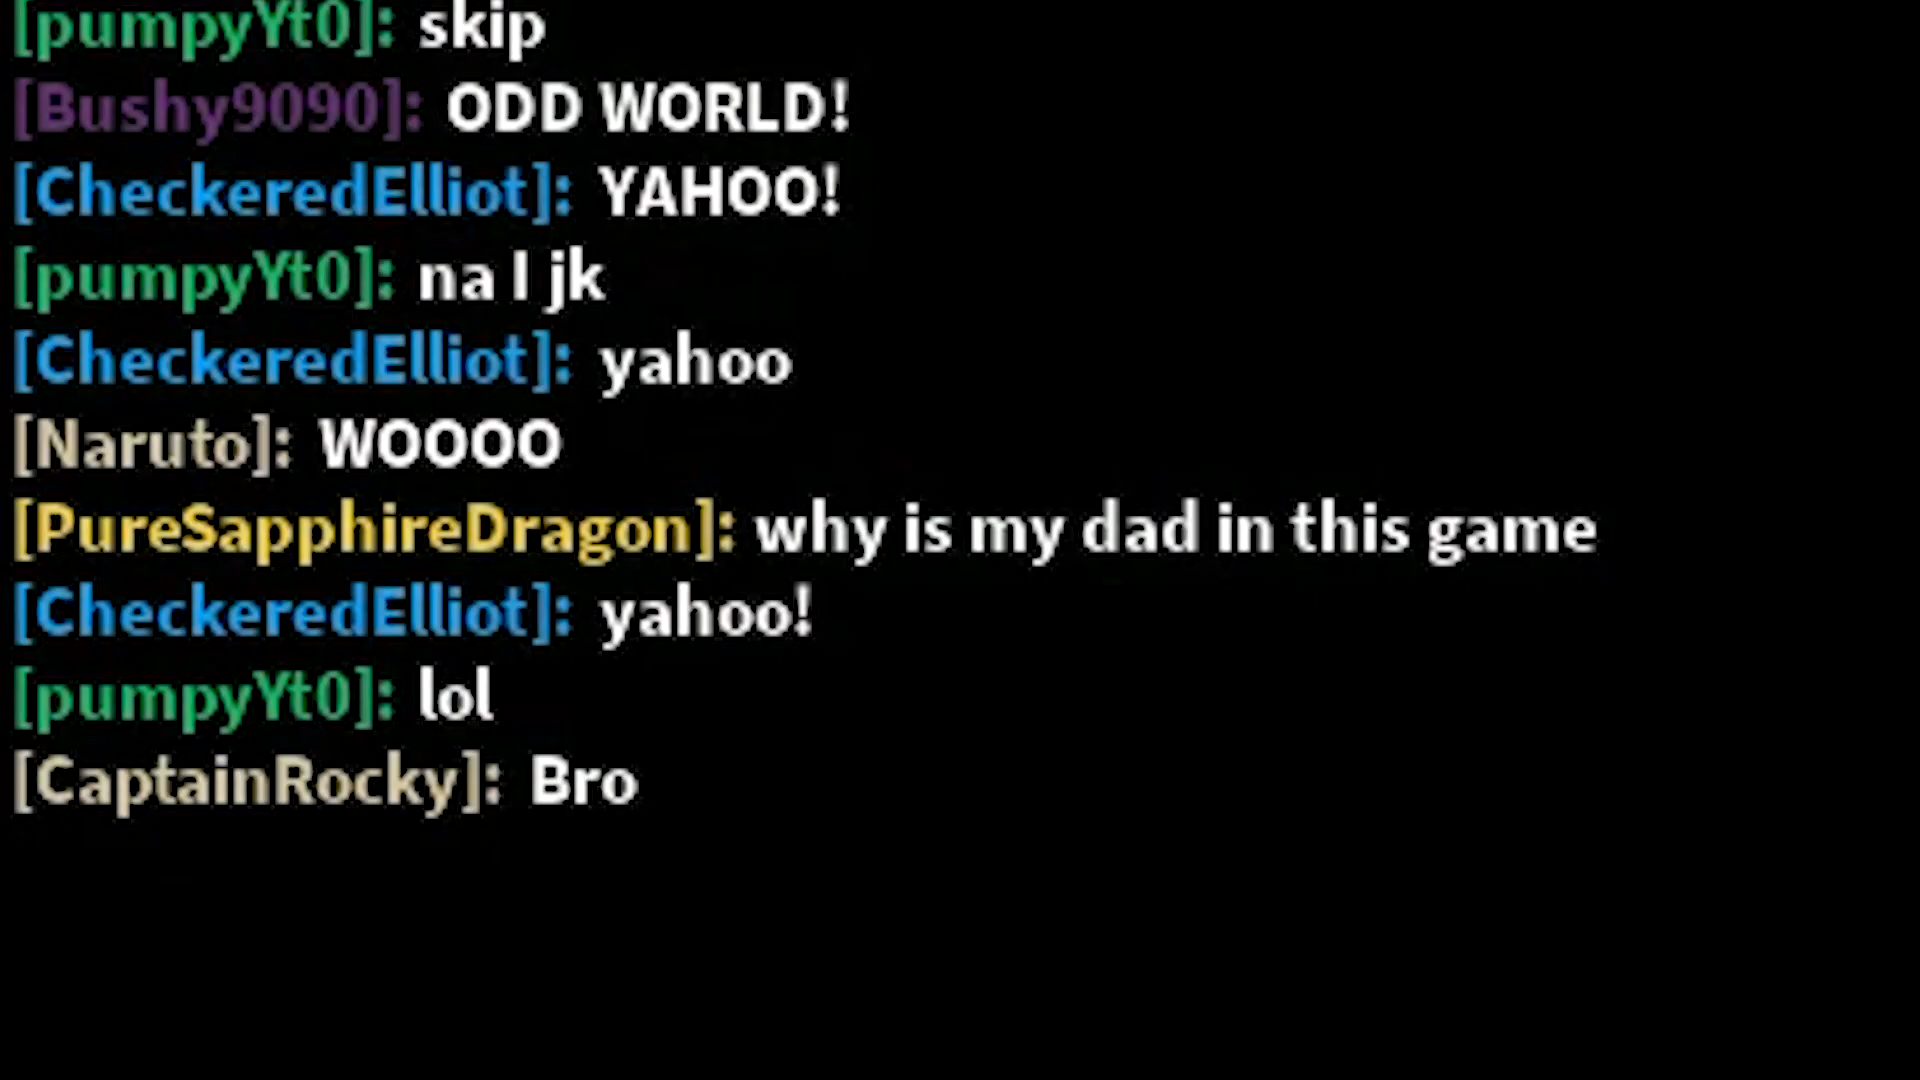 [pumpyYt0]: skip
[Bushy9090]: ODD WORLD!
[CheckeredElliot]: YAHOO!
[pumpyYt0]: na I jk
[CheckeredElliot]: yahoo
[Naruto]: WOOOO
[PureSapphireDragon]: why is my dad in this game
[CheckeredElliot]: yahoo!
[pumpyYt0]: lol
[CaptainRocky]: Bro